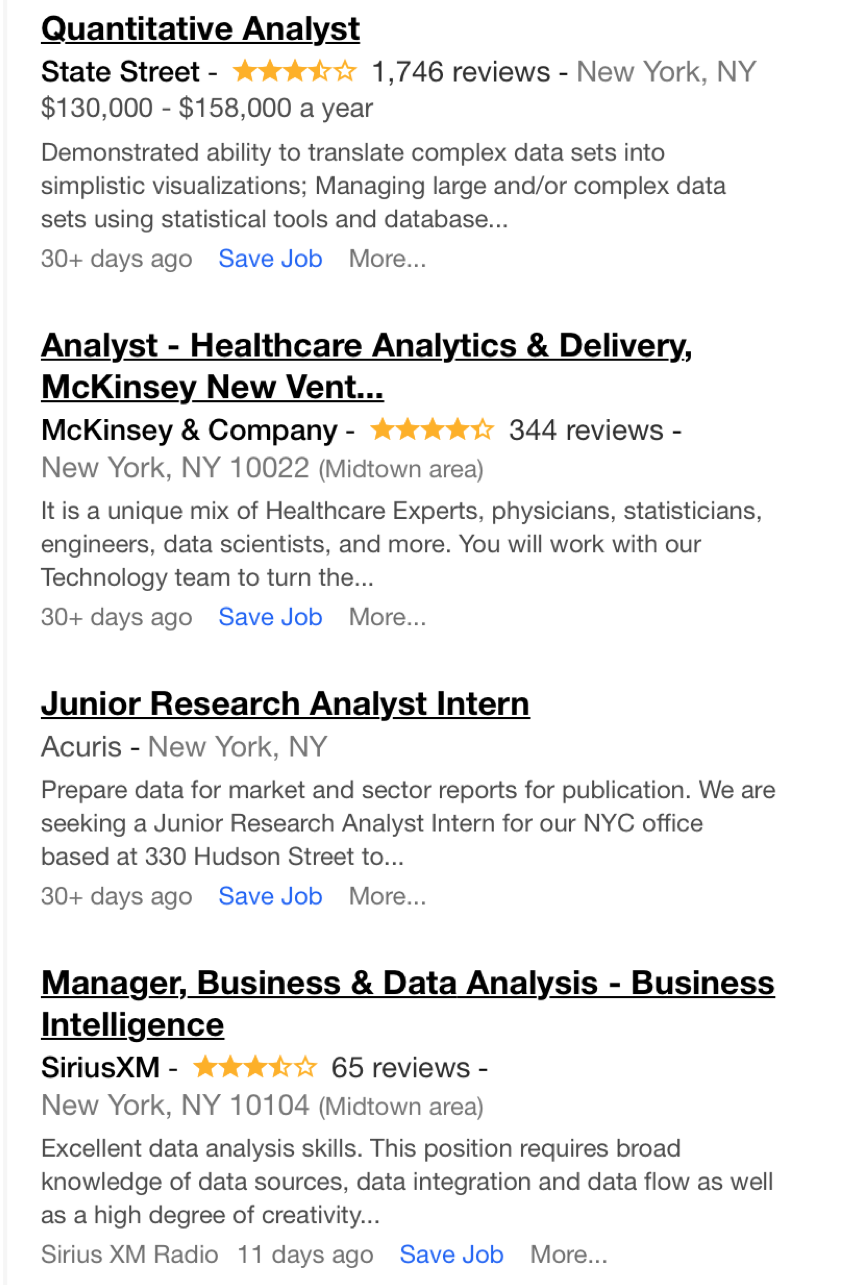 Quantitative Analyst
State Street - 1,746 reviews - New York, NY
$130,000 - $158,000 a year
Demonstrated ability to translate complex data sets into
simplistic visualizations; Managing large and/or complex data
sets using statistical tools and database...
30+ days ago Save Job More...
Analyst - Healthcare Analytics & Delivery,
McKinsey New Vent...
McKinsey & Company - 344 reviews -
New York, NY 10022 (Midtown area)
It is a unique mix of Healthcare Experts, physicians, statisticians,
engineers, data scientists, and more. You will work with our
Technology team to turn the...
30+ days ago Save Job More...
Junior Research Analyst Intern
Acuris - New York, NY
Prepare data for market and sector reports for publication. We are
seeking a Junior Research Analyst Intern for our NYC office
based at 330 Hudson Street to...
30+ days ago Save Job More...
Manager, Business & Data Analysis - Business
Intelligence
SiriusXM - 65 reviews -
New York, NY 10104 (Midtown area)
Excellent data analysis skills. This position requires broad
knowledge of data sources, data integration and data flow as well
as a high degree of creativity...
Sirius XM Radio 11 days ago Save Job More...